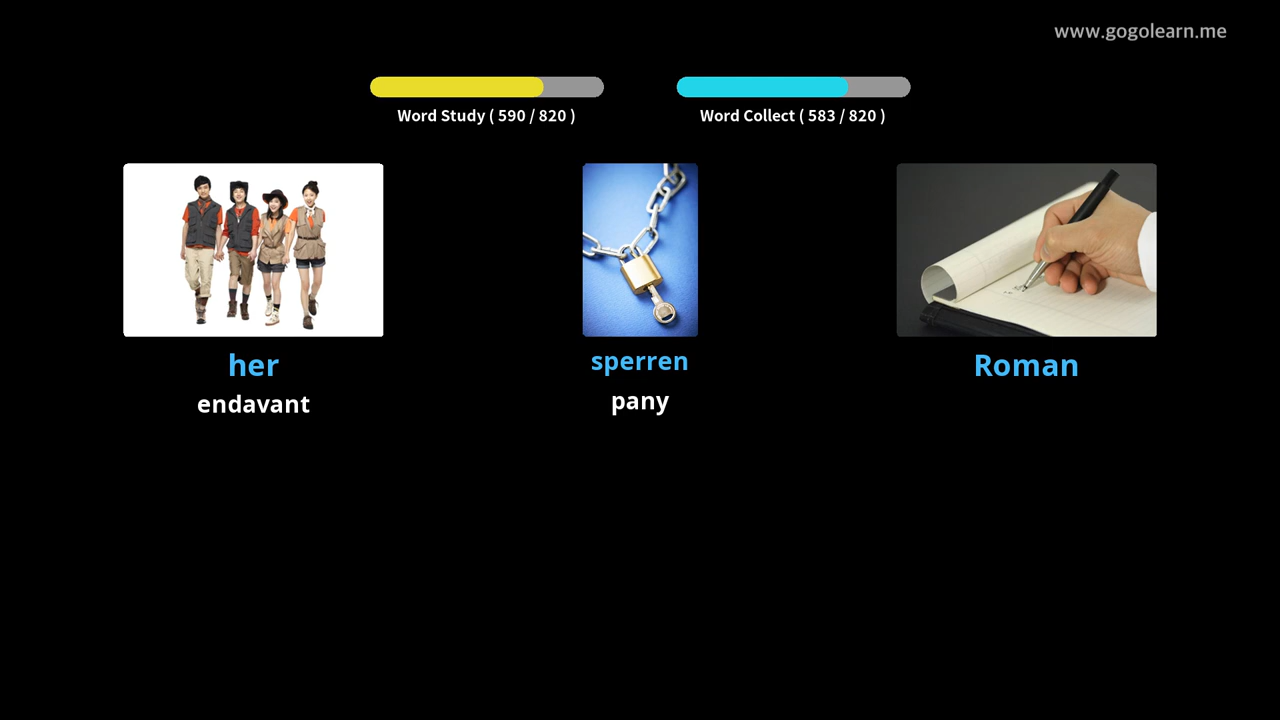 www.gogolearn.me
Word Study ( 590 / 820 )
Word Collect ( 583 / 820 )
her
endavant
sperren
pany
Roman